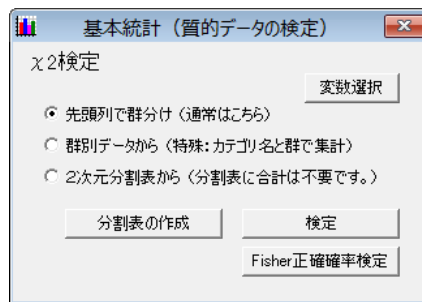 基本統計（質的データの検定）
χ2検定
変数選択
先頭列で群分け（通常はこちら）
群別データから（特殊：カテゴリ名と群で集計）
2次元分割表から（分割表に合計は不要です。）
分割表の作成
検定
Fisher正確確率検定